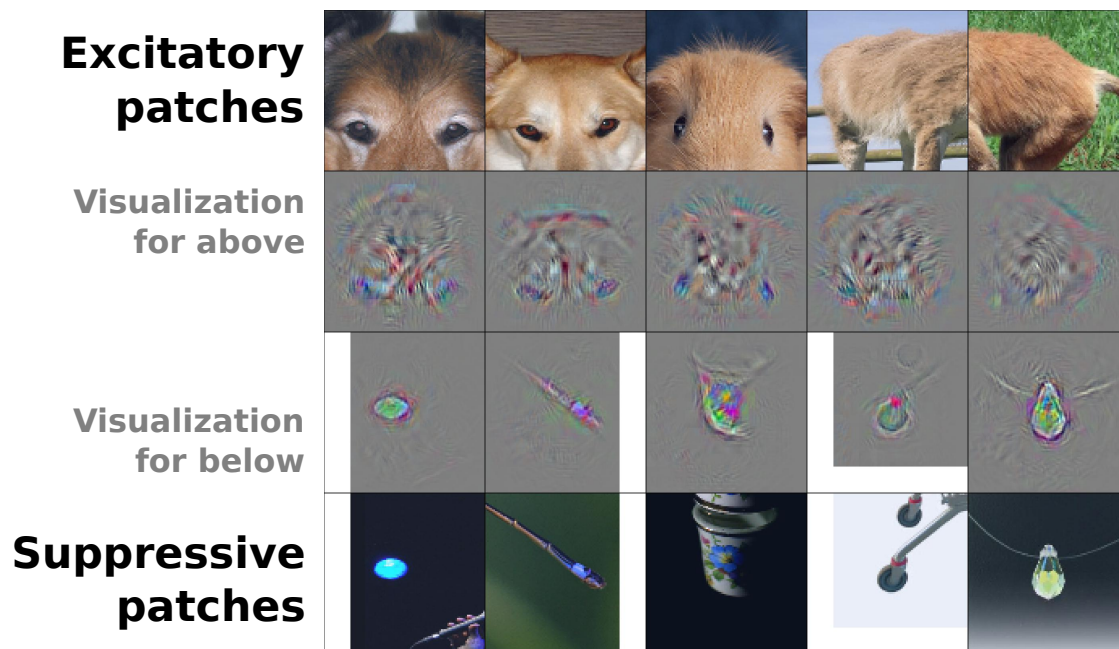 Excitatory
patches
Visualization
for above
Visualization
for below
Suppressive
patches